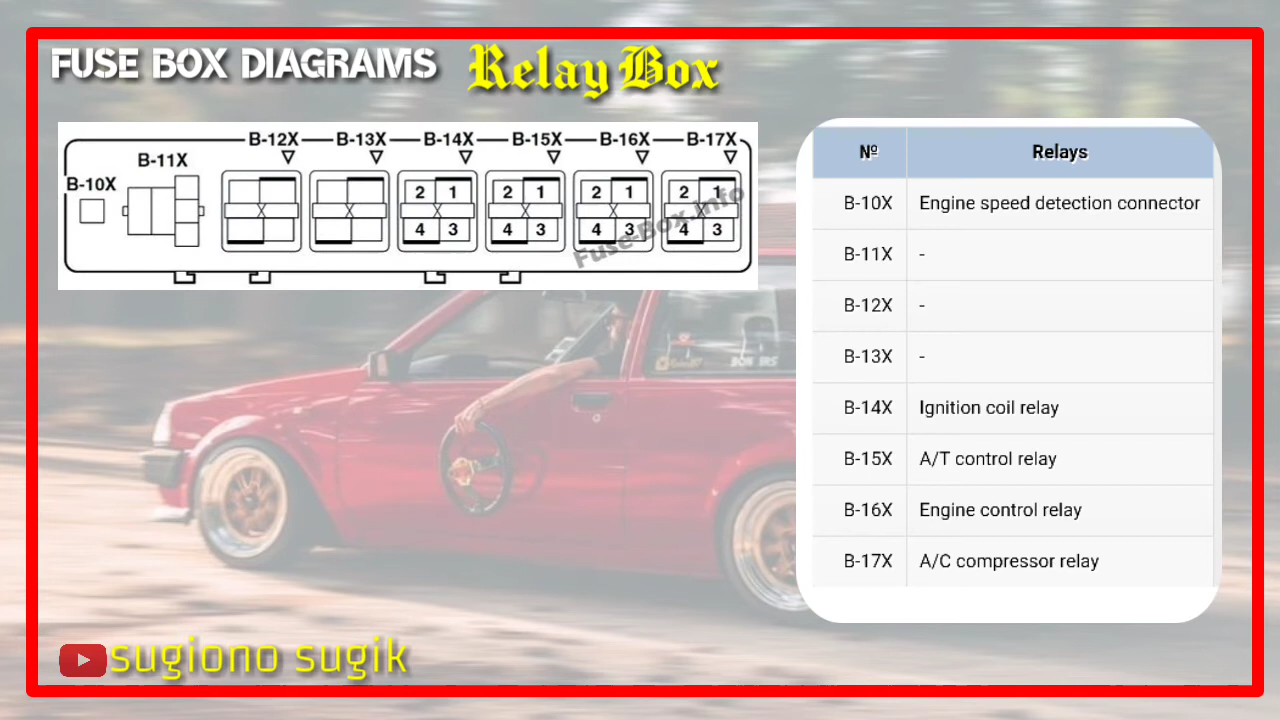 FUSE BOX DIAGRAMS Relay Box
B-12X B-13X B-14X B-15X B-16X B-17X
B-11X
B-10X
2 1 2 1 2 1 2 1
4 3 4 3 4 3 4 3
Fuse-Box.info
Nº Relays
B-10X Engine speed detection connector
B-11X -
B-12X -
B-13X -
B-14X Ignition coil relay
B-15X A/T control relay
B-16X Engine control relay
B-17X A/C compressor relay
sugiono sugik